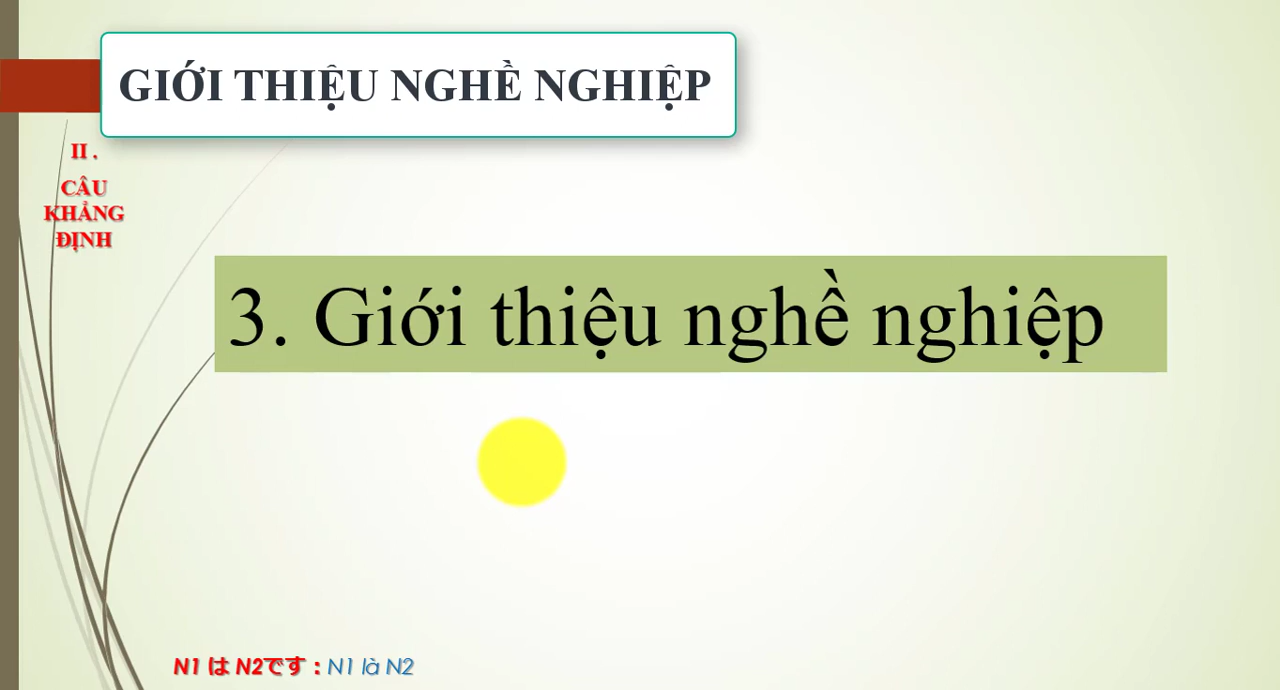 GIỚI THIỆU NGHỀ NGHIỆP
II .
CÂU
KHẢNG
ĐỊNH
3. Giới thiệu nghề nghiệp
N1 は N2です : N1 là N2